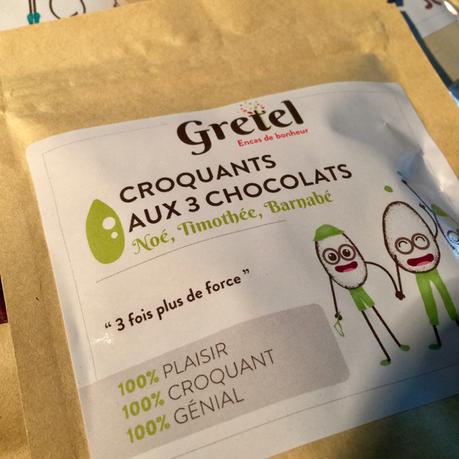 Gretel
Encas de bonheur
CROQUANTS
AUX 3 CHOCOLATS
Noé, Timothée, Barnabé
“ 3 fois plus de force ”
100% PLAISIR
100% CROQUANT
100% GÉNIAL